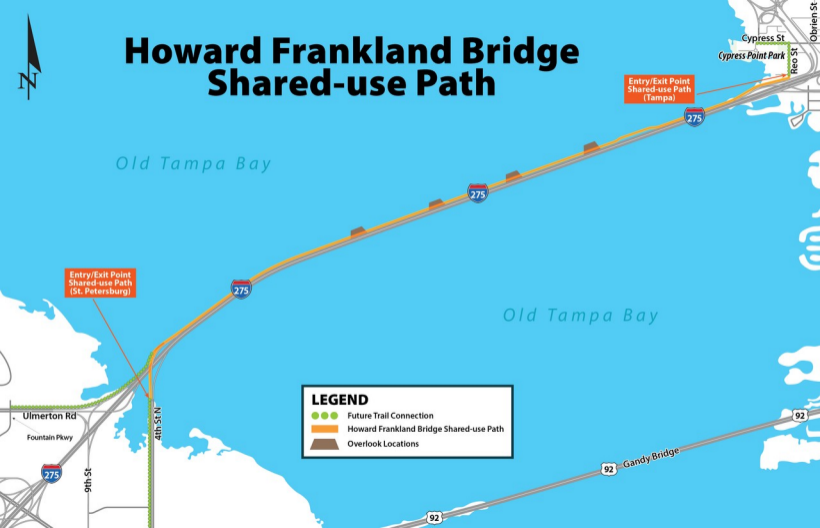 Howard Frankland Bridge
Shared-use Path
N
Cypress St
Cypress Point Park
Reo St
Obrien St
Entry/Exit Point
Shared-use Path
(Tampa)
275
Old Tampa Bay
275
275
Entry/Exit Point
Shared-use Path
(St. Petersburg)
Old Tampa Bay
LEGEND
Future Trail Connection
Howard Frankland Bridge Shared-use Path
Overlook Locations
Ulmerton Rd
Fountain Pkwy
4th St N
9th St
275
92
Gandy Bridge
92
92